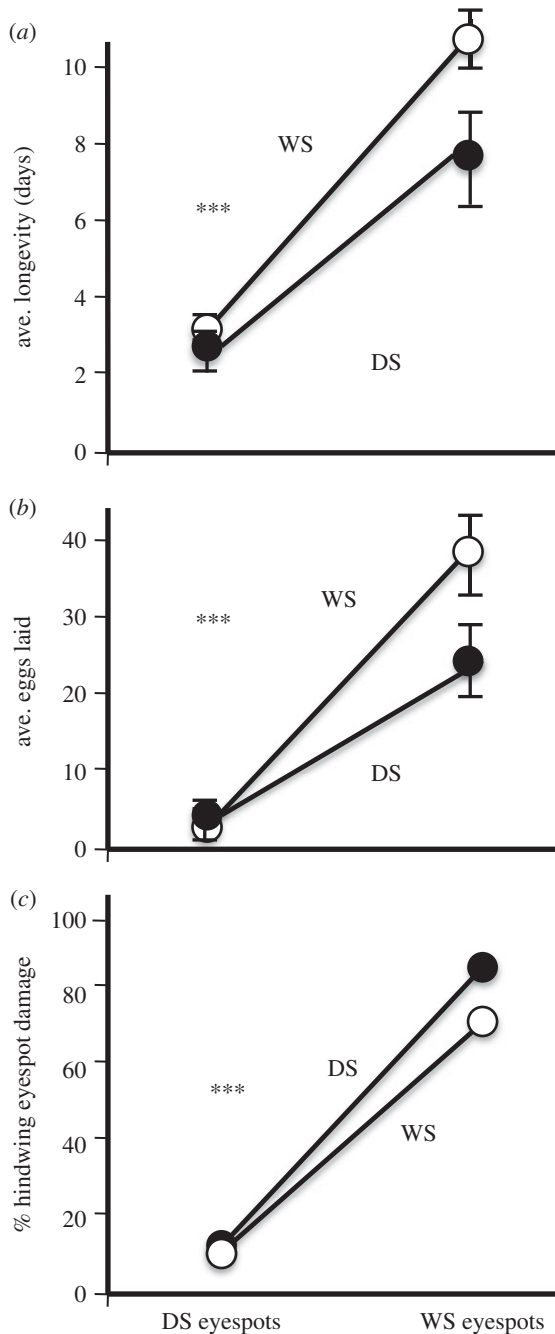 (a)
10
8
6
4
2
0
ave. longevity (days)
WS
***
DS
(b)
40
30
20
10
0
ave. eggs laid
WS
***
DS
(c)
100
80
60
40
20
0
% hindwing eyespot damage
DS
***
WS
DS eyespots WS eyespots